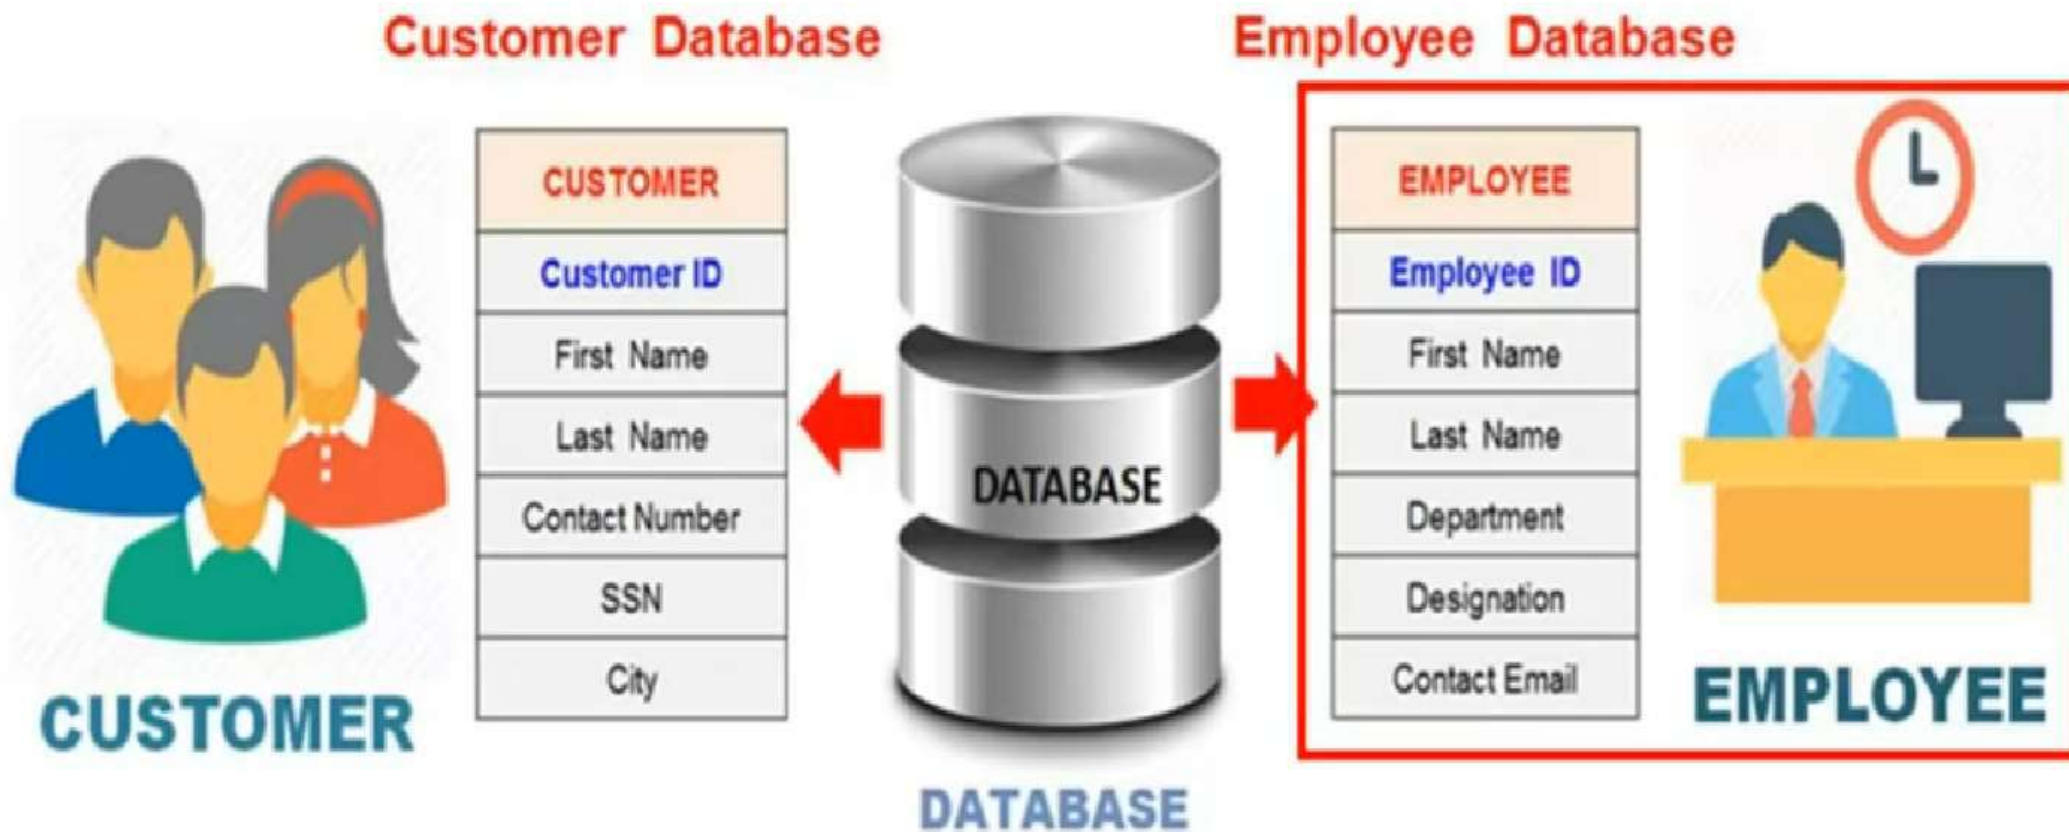 Customer Database
Employee Database
CUSTOMER
Customer ID
First Name
Last Name
Contact Number
SSN
City
CUSTOMER
DATABASE
DATABASE
EMPLOYEE
Employee ID
First Name
Last Name
Department
Designation
Contact Email
EMPLOYEE